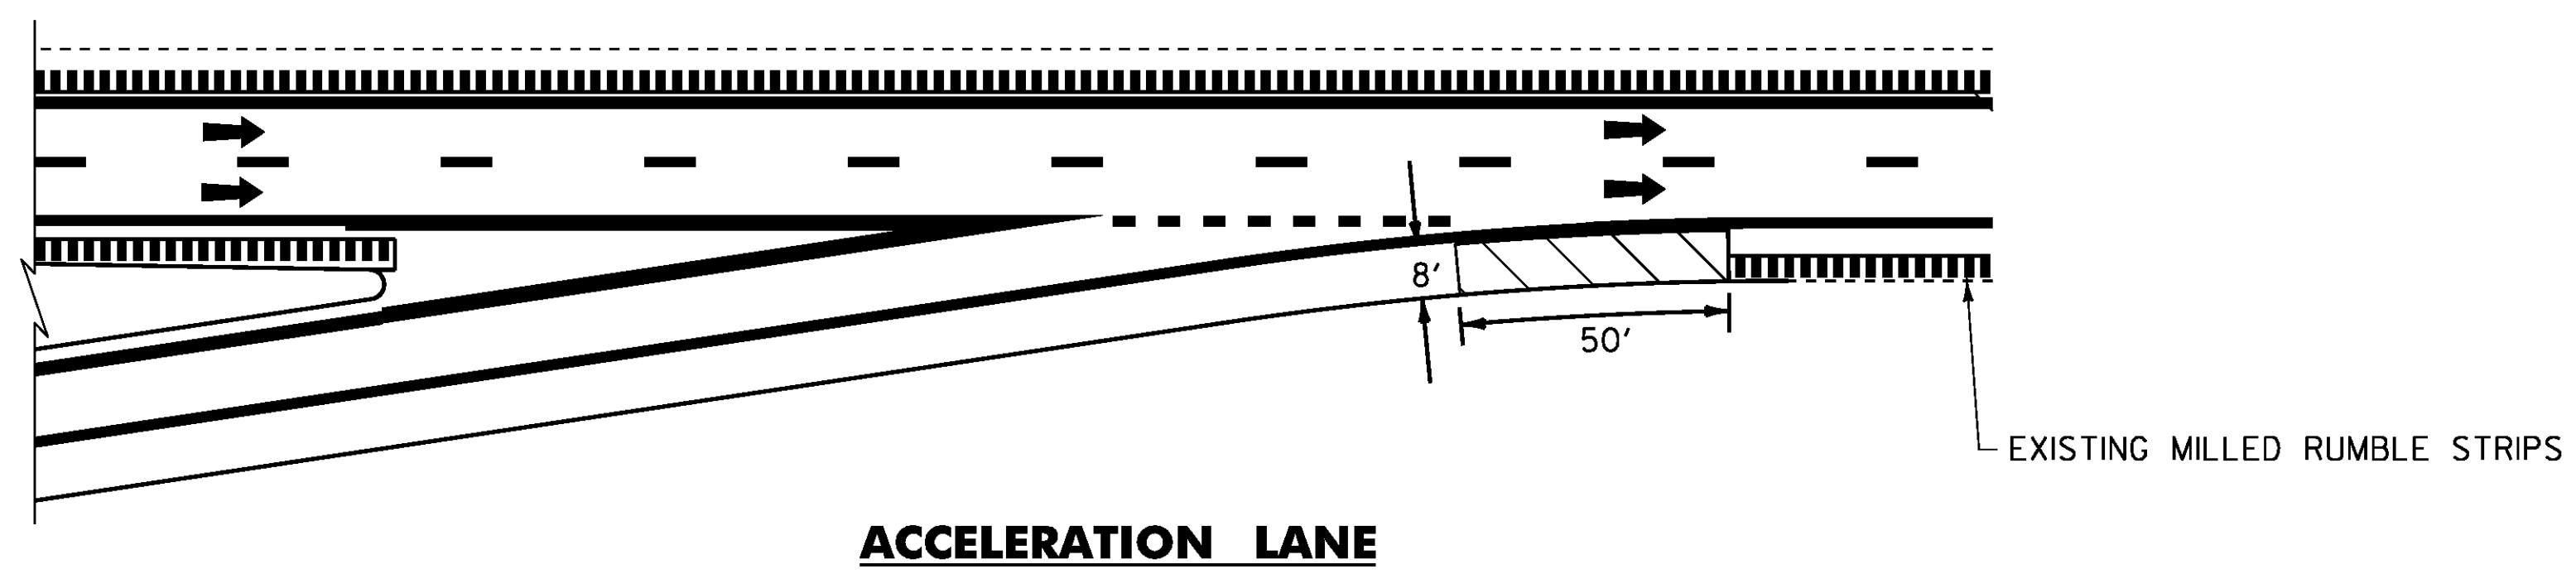 8'
50'
EXISTING MILLED RUMBLE STRIPS
ACCELERATION LANE